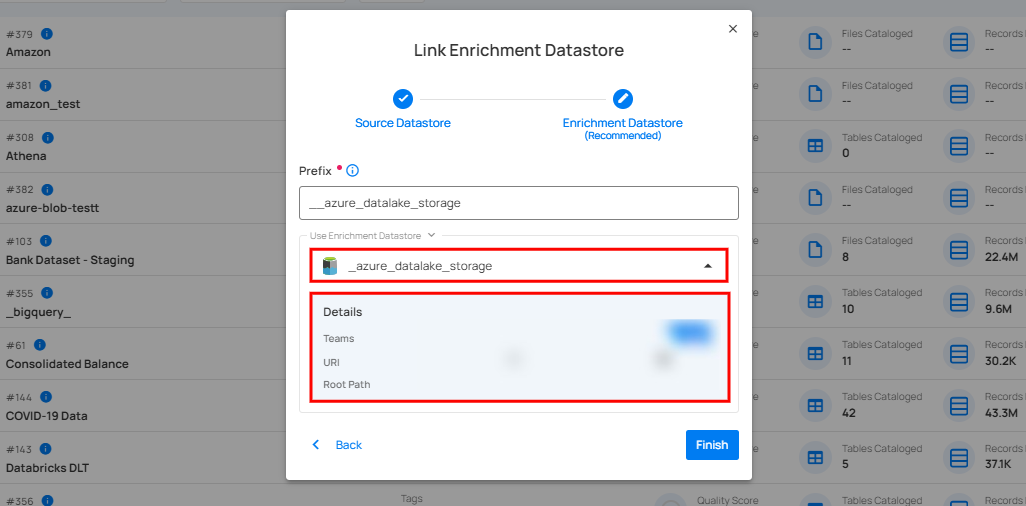 #379
Amazon
#381
amazon_test
#308
Athena
#382
azure-blob-testt
#103
Bank Dataset - Staging
#355
_bigquery_
#61
Consolidated Balance
#144
COVID-19 Data
#143
Databricks DLT
#356
Link Enrichment Datastore
Source Datastore
Enrichment Datastore
(Recommended)
Prefix
__azure_datalake_storage
Use Enrichment Datastore
_azure_datalake_storage
Details
Teams
URI
Root Path
Back
Finish
Tags
Quality Score
Files Cataloged
--
Records
--
Files Cataloged
--
Records
--
Tables Cataloged
0
Records
--
Files Cataloged
--
Records
--
Files Cataloged
8
Records
22.4M
Tables Cataloged
10
Records
9.6M
Tables Cataloged
11
Records
30.2K
Tables Cataloged
42
Records
43.3M
Tables Cataloged
5
Records
37.1K
Tables Cataloged
Records